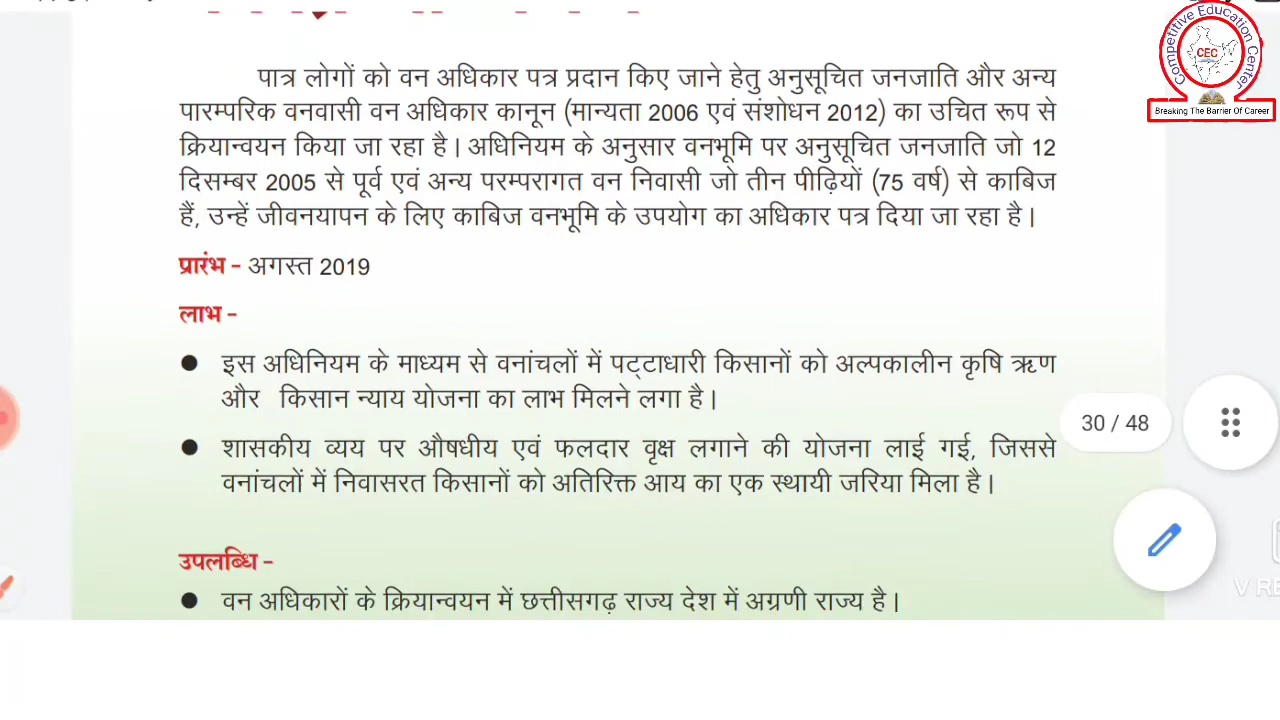 पात्र लोगों को वन अधिकार पत्र प्रदान किए जाने हेतु अनुसूचित जनजाति और अन्य
पारम्परिक वनवासी वन अधिकार कानून (मान्यता 2006 एवं संशोधन 2012) का उचित रूप से
क्रियान्वयन किया जा रहा है। अधिनियम के अनुसार वनभूमि पर अनुसूचित जनजाति जो 12
दिसम्बर 2005 से पूर्व एवं अन्य परम्परागत वन निवासी जो तीन पीढ़ियों (75 वर्ष) से काबिज
हैं, उन्हें जीवनयापन के लिए काबिज वनभूमि के उपयोग का अधिकार पत्र दिया जा रहा है।
प्रारंभ - अगस्त 2019
लाभ -
● इस अधिनियम के माध्यम से वनांचलों में पट्टाधारी किसानों को अल्पकालीन कृषि ऋण
और किसान न्याय योजना का लाभ मिलने लगा है।
● शासकीय व्यय पर औषधीय एवं फलदार वृक्ष लगाने की योजना लाई गई, जिससे
वनांचलों में निवासरत किसानों को अतिरिक्त आय का एक स्थायी जरिया मिला है।
उपलब्धि -
● वन अधिकारों के क्रियान्वयन में छत्तीसगढ़ राज्य देश में अग्रणी राज्य है।
Competitive Education Center
CEC
Breaking The Barrier Of Career
30 / 48
V RE